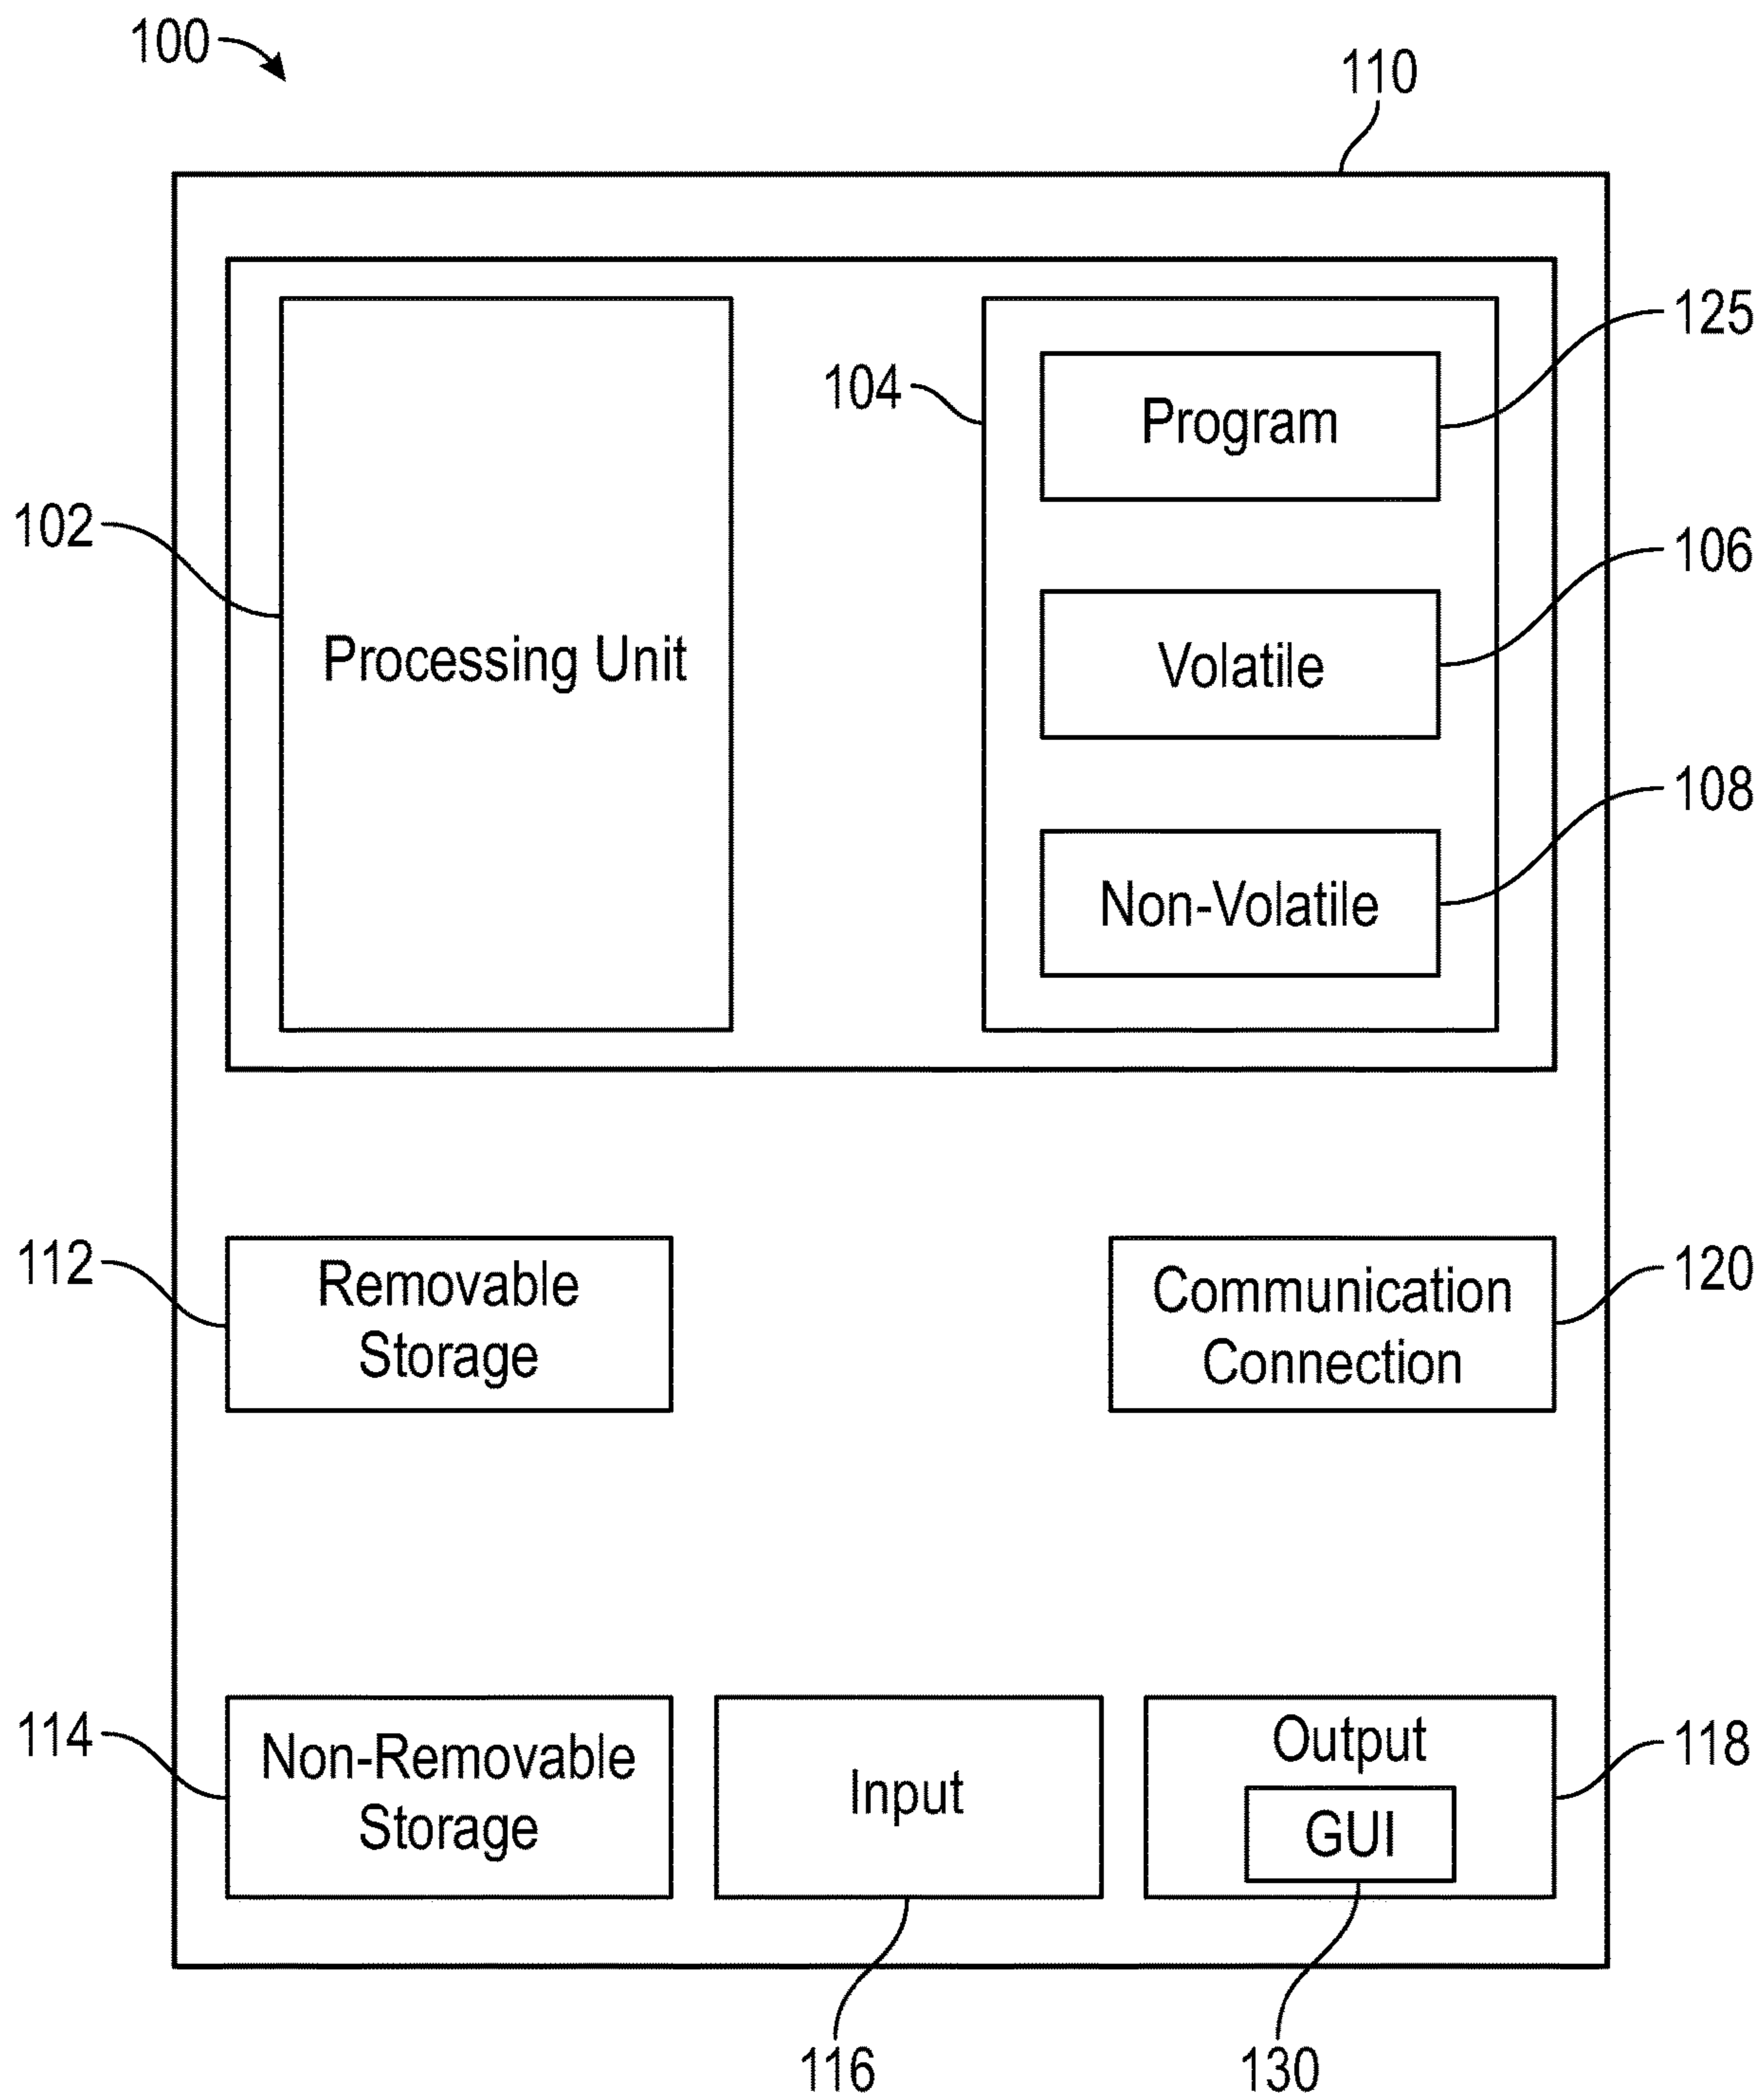 100
110
125
104
Program
102
106
Processing Unit
Volatile
108
Non-Volatile
112
Removable
Storage
Communication
Connection
120
114
Non-Removable
Storage
Input
Output
GUI
118
116
130